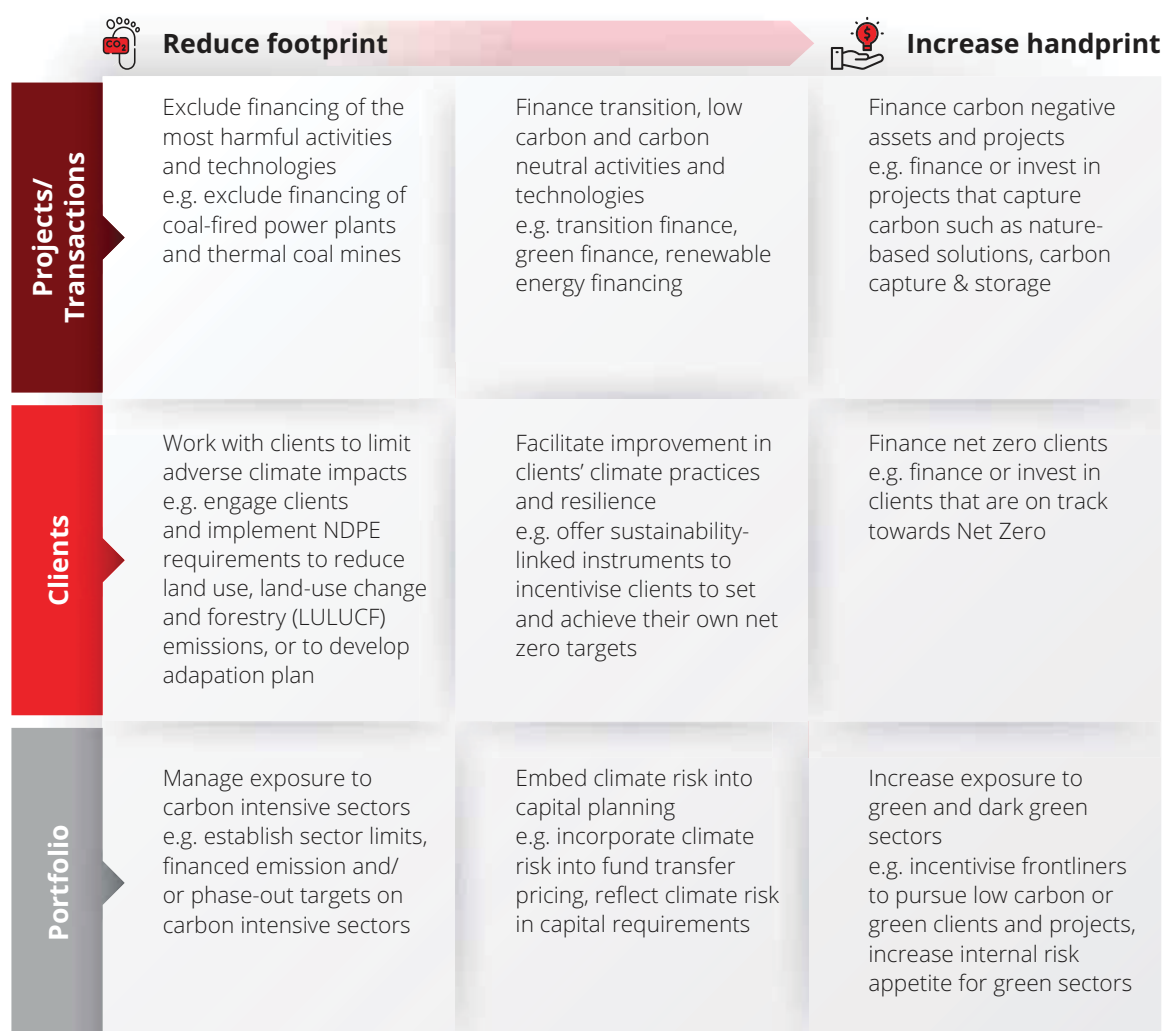 CO2
Reduce footprint
$
Increase handprint
Projects/
Transactions
Exclude financing of the
most harmful activities
and technologies
e.g. exclude financing of
coal-fired power plants
and thermal coal mines
Finance transition, low
carbon and carbon
neutral activities and
technologies
e.g. transition finance,
green finance, renewable
energy financing
Finance carbon negative
assets and projects
e.g. finance or invest in
projects that capture
carbon such as nature-
based solutions, carbon
capture & storage
Clients
Work with clients to limit
adverse climate impacts
e.g. engage clients
and implement NDPE
requirements to reduce
land use, land-use change
and forestry (LULUCF)
emissions, or to develop
adapation plan
Facilitate improvement in
clients’ climate practices
and resilience
e.g. offer sustainability-
linked instruments to
incentivise clients to set
and achieve their own net
zero targets
Finance net zero clients
e.g. finance or invest in
clients that are on track
towards Net Zero
Portfolio
Manage exposure to
carbon intensive sectors
e.g. establish sector limits,
financed emission and/
or phase-out targets on
carbon intensive sectors
Embed climate risk into
capital planning
e.g. incorporate climate
risk into fund transfer
pricing, reflect climate risk
in capital requirements
Increase exposure to
green and dark green
sectors
e.g. incentivise frontliners
to pursue low carbon or
green clients and projects,
increase internal risk
appetite for green sectors